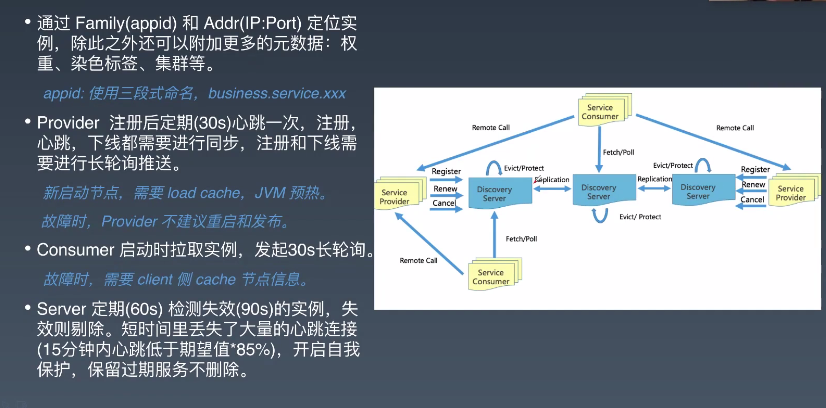 • 通过 Family(appid) 和 Addr(IP:Port) 定位实
例，除此之外还可以附加更多的元数据：权
重、染色标签、集群等。
appid: 使用三段式命名，business.service.xxx
• Provider 注册后定期(30s)心跳一次，注册，
心跳，下线都需要进行同步，注册和下线需
要进行长轮询推送。
新启动节点，需要 load cache，JVM 预热。
故障时，Provider 不建议重启和发布。
• Consumer 启动时拉取实例，发起30s长轮询。
故障时，需要 client 侧 cache 节点信息。
• Server 定期(60s) 检测失效(90s)的实例，失
效则剔除。短时间里丢失了大量的心跳连接
(15分钟内心跳低于期望值*85%)，开启自我
保护，保留过期服务不删除。
Service
Consumer
Remote Call
Remote Call
Fetch/Poll
Evict/Protect
Evict/Protect
Register
Replication
Replication
Register
Service
Provider
Renew
Discovery
Server
Discovery
Server
Discovery
Server
Renew
Service
Provider
Cancel
Cancel
Evict/ Protect
Fetch/Poll
Remote Call
Service
Consumer